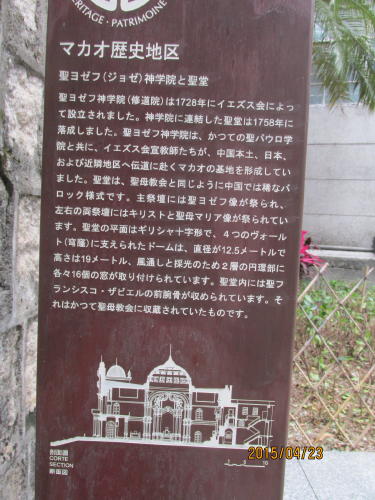 HERITAGE · PATRIMOINE
マカオ歴史地区
聖ヨゼフ(ジョゼ)神学院と聖堂
聖ヨゼフ神学院(修道院)は1728年にイエズス会によっ
て設立されました。神学院に連結した聖堂は1758年に
落成しました。聖ヨゼフ神学院は、かつての聖パウロ学
院と共に、イエスス会宣教師たちが、中国本土、日本、
および近隣地区へ伝道に赴くマカオの基地を形成してい
ました。聖堂は、聖母教会と同じように中国では稀なバ
ロック様式です。主祭壇には聖ヨゼフ像が祭られ、
左右の両祭壇にはキリストと聖母マリア像が祭られてい
ます。聖堂の平面はギリシャ十字形で、４つのヴォール
ト(穹窿)に支えられたドームは、直径が12.5メートルで
高さは19メートル、風通しと採光のため２層の円環部に
各々16個の窓が取り付けられています。聖堂内には聖フ
ランシスコ・ザビエルの前腕骨が収められています。そ
れはかつて聖母教会に収蔵されていたものです。
剖面圖
CORTE
SECTION
断面図
10
2015/04/23